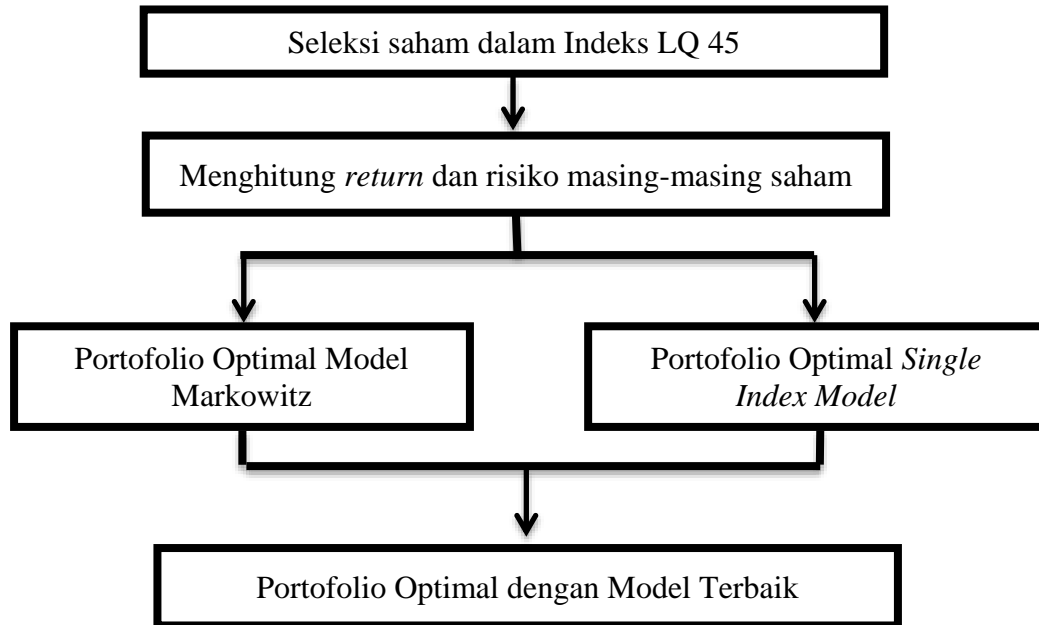 Seleksi saham dalam Indeks LQ 45
Menghitung return dan risiko masing-masing saham
Portofolio Optimal Model
Markowitz
Portofolio Optimal Single
Index Model
Portofolio Optimal dengan Model Terbaik